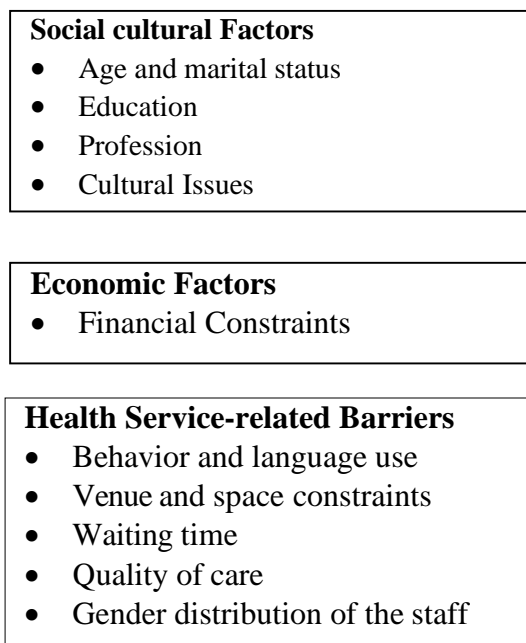 Social cultural Factors
• Age and marital status
• Education
• Profession
• Cultural Issues
Economic Factors
• Financial Constraints
Health Service-related Barriers
• Behavior and language use
• Venue and space constraints
• Waiting time
• Quality of care
• Gender distribution of the staff